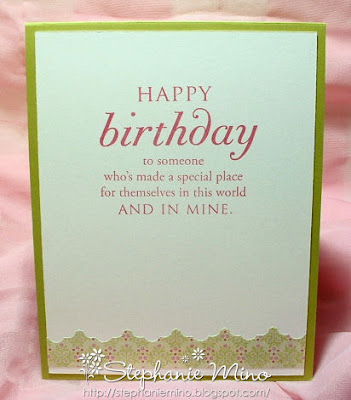 HAPPY
birthday
to someone
who's made a special place
for themselves in this world
AND IN MINE.
Stephanie Mino
http://stephaniemino.blogspot.com